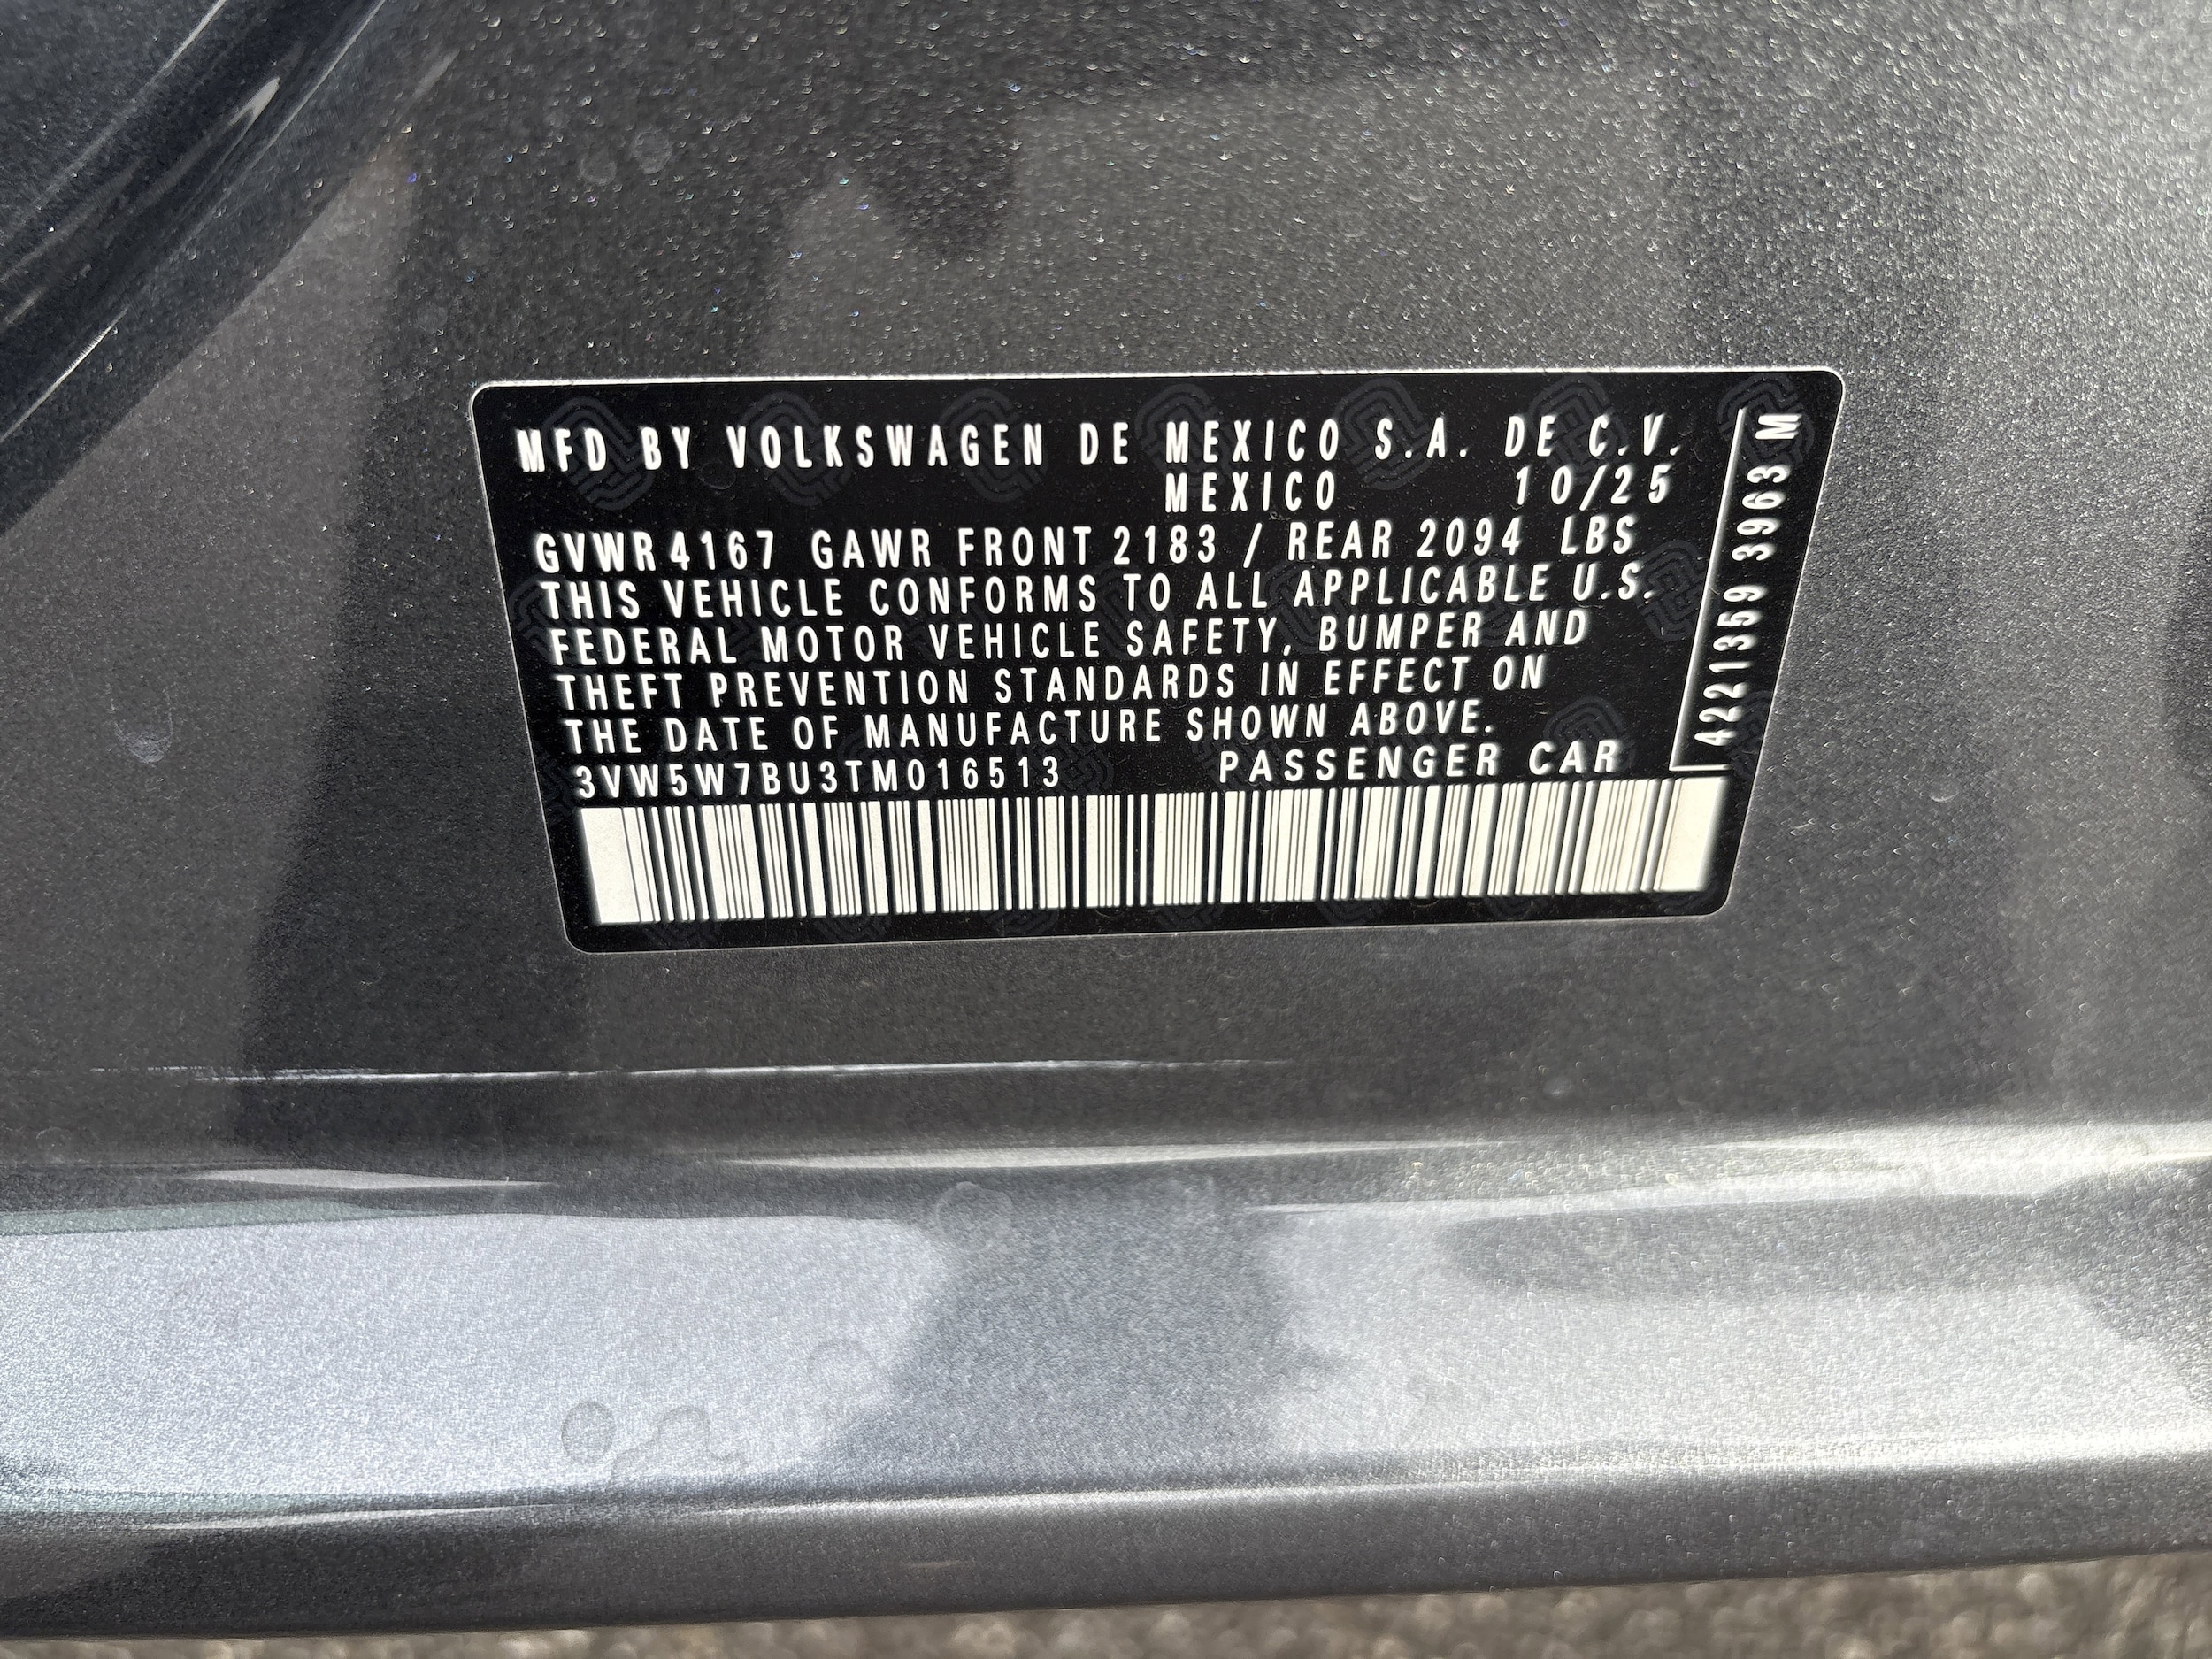 MFD BY VOLKSWAGEN DE MEXICO S.A. DE C.V.
MEXICO 10/25
GVWR 4167 GAWR FRONT 2183 / REAR 2094 LBS
THIS VEHICLE CONFORMS TO ALL APPLICABLE U.S.
FEDERAL MOTOR VEHICLE SAFETY, BUMPER AND
THEFT PREVENTION STANDARDS IN EFFECT ON
THE DATE OF MANUFACTURE SHOWN ABOVE.
3VW5W7BU3TM016513 PASSENGER CAR
4221359 3963 M